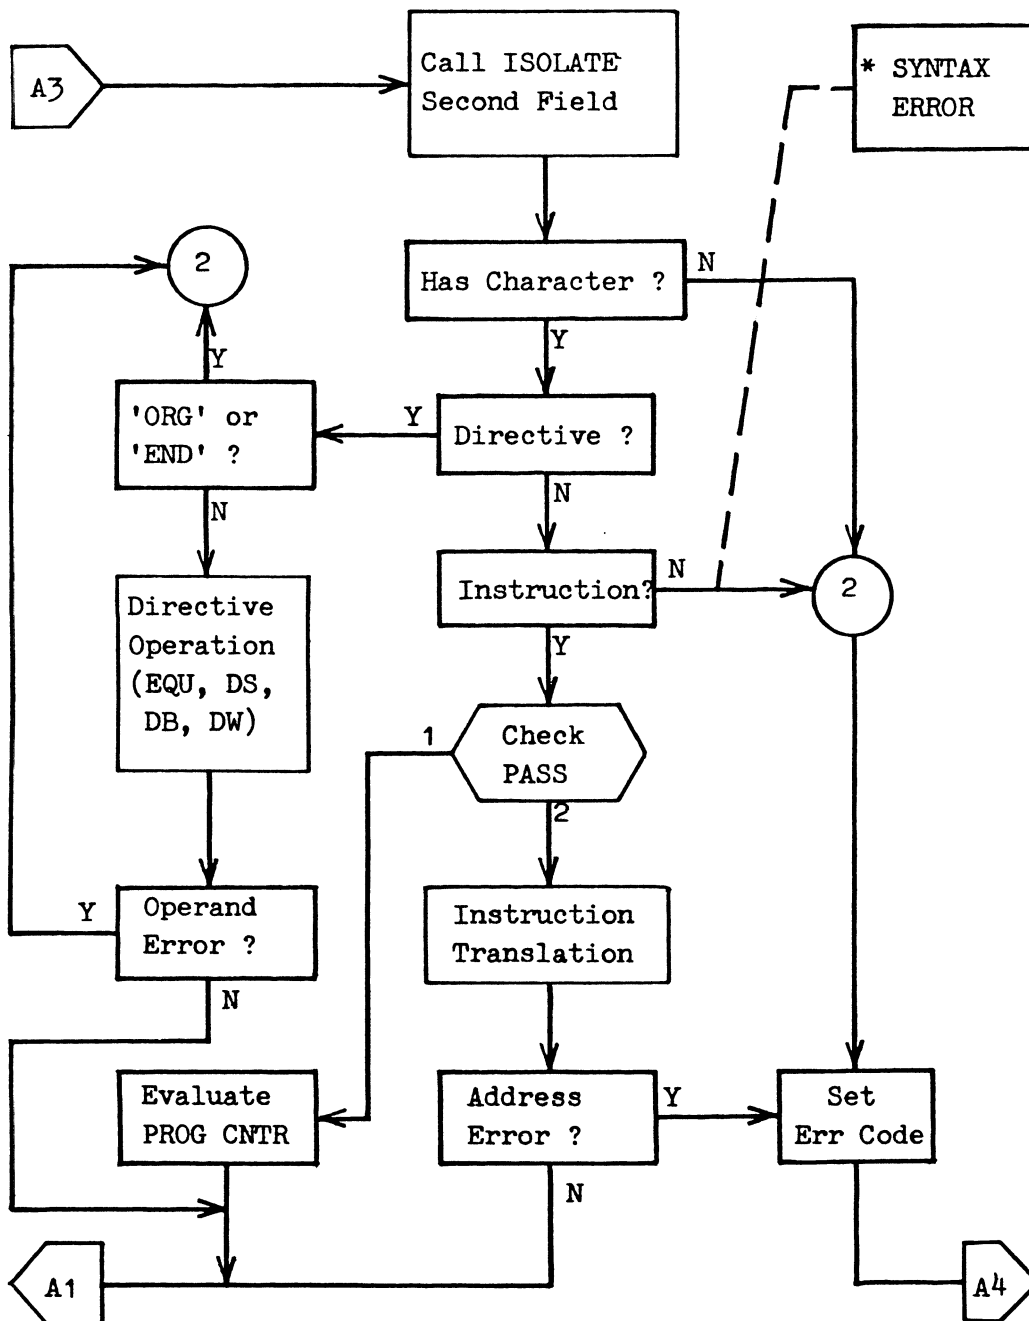 A3
Call ISOLATE
Second Field
* SYNTAX
ERROR
2
Has Character ?
N
Y
Y
'ORG' or
'END' ?
Y
Directive ?
N
N
Directive
Operation
(EQU, DS,
DB, DW)
Instruction?
N
2
Y
1
Check
PASS
2
Y
Operand
Error ?
N
Instruction
Translation
Evaluate
PROG CNTR
Address
Error ?
Y
Set
Err Code
N
A1
A4